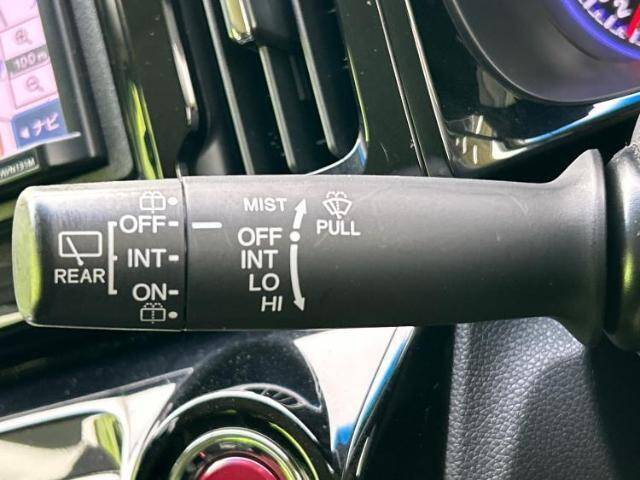 100m
ナビ
OFF
INT
ON
REAR
MIST
OFF
INT
LO
HI
PULL